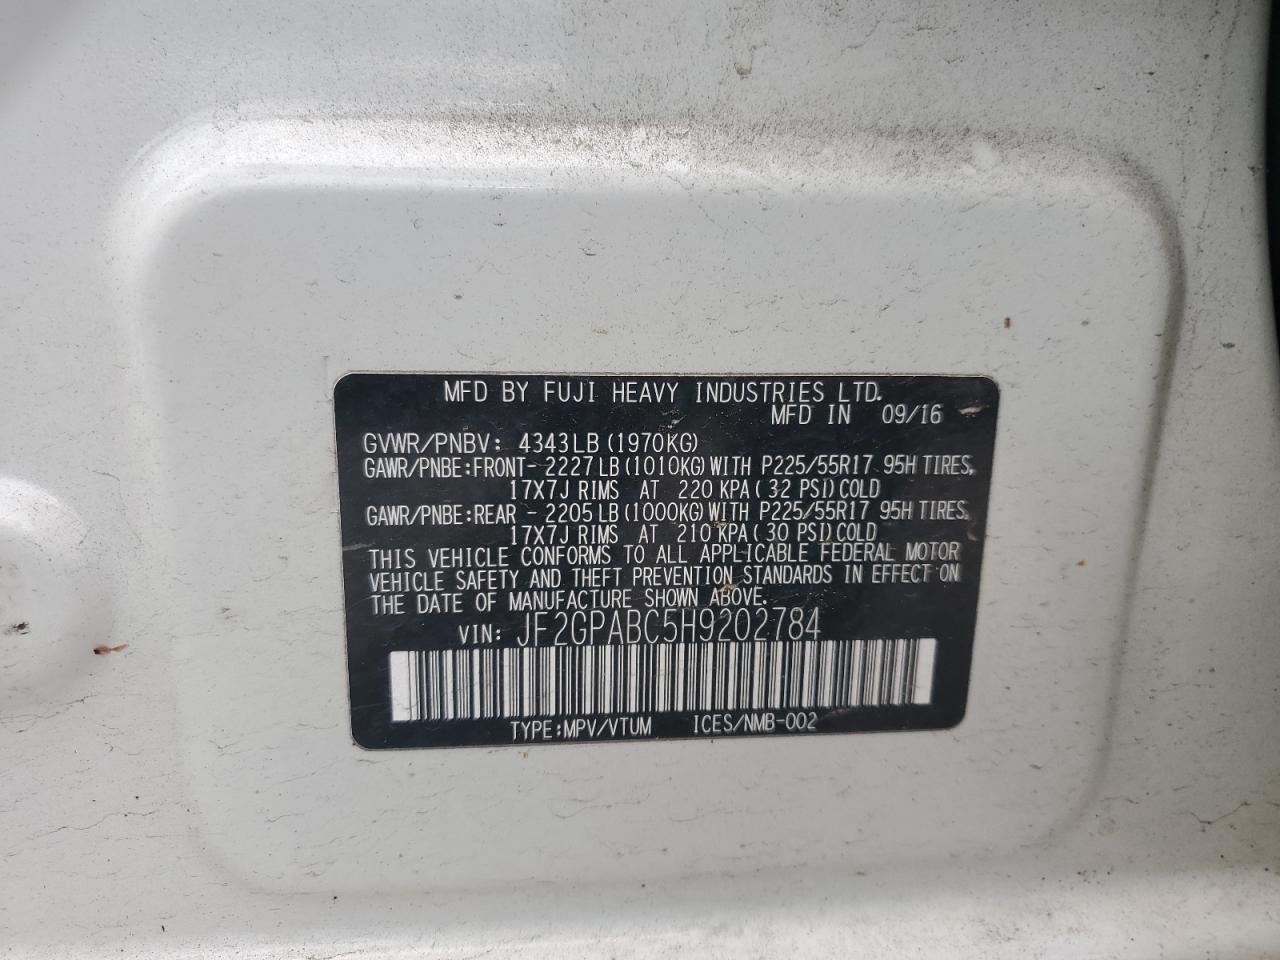 MFD BY FUJI HEAVY INDUSTRIES LTD.
MFD IN 09/16
GVWR/PNBV: 4343LB (1970KG)
GAWR/PNBE:FRONT- 2227LB (1010KG) WITH P225/55R17 95H TIRES,
17X7J RIMS AT 220 KPA ( 32 PSI) COLD
GAWR/PNBE:REAR - 2205LB (1000KG) WITH P225/55R17 95H TIRES,
17X7J RIMS AT 210 KPA ( 30 PSI) COLD
THIS VEHICLE CONFORMS TO ALL APPLICABLE FEDERAL MOTOR
VEHICLE SAFETY AND THEFT PREVENTION STANDARDS IN EFFECT ON
THE DATE OF MANUFACTURE SHOWN ABOVE.
VIN: JF2GPABC5H9202784
TYPE:MPV/VTUM ICES/NMB-002